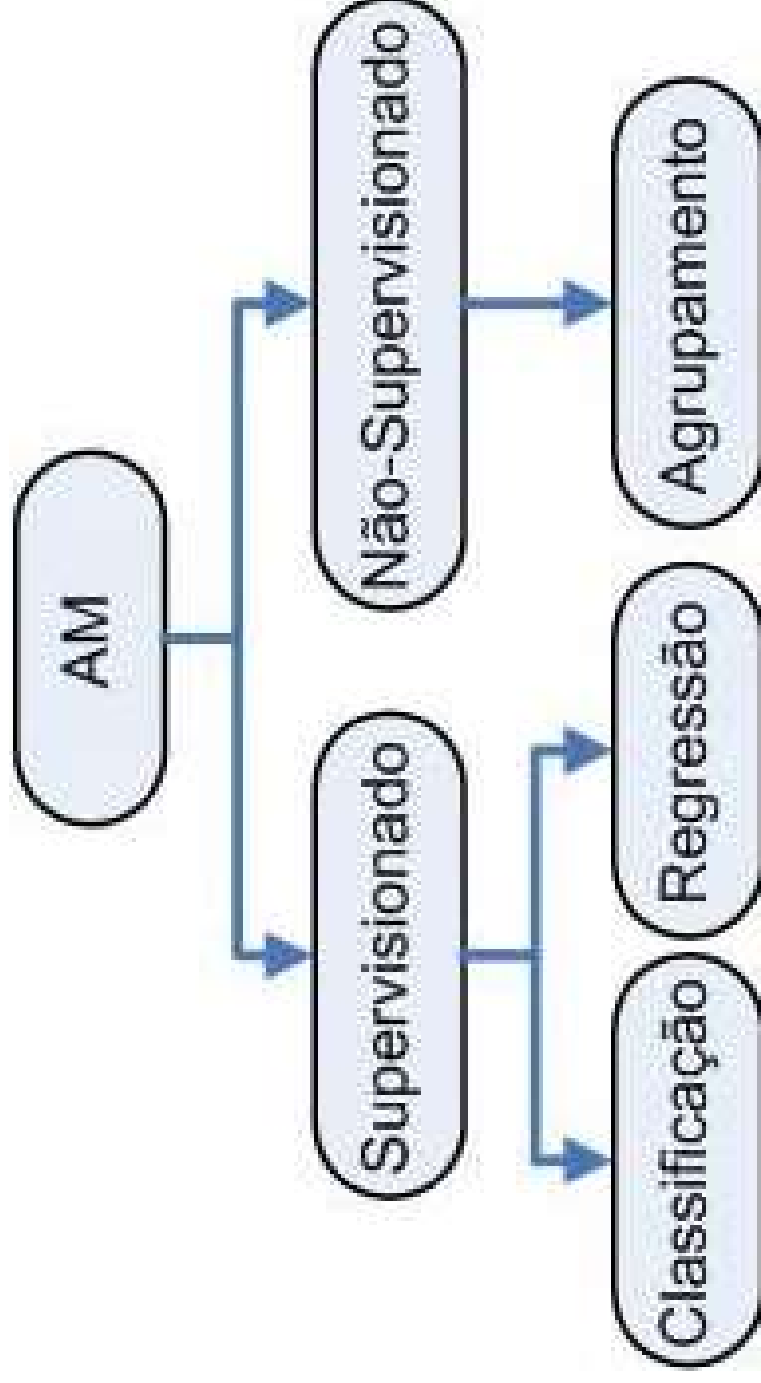 AM
Supervisionado
Não-Supervisionado
Classificação
Regressão
Agrupamento